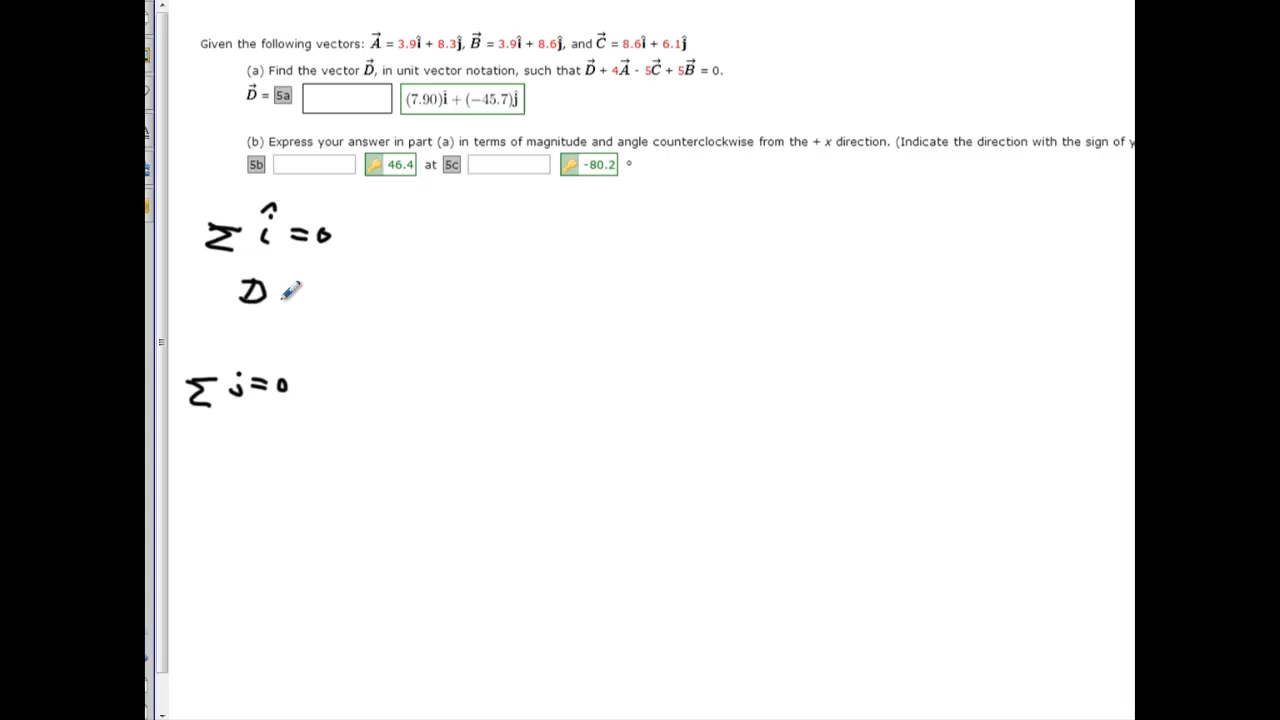 Given the following vectors: A⃗ = 3.9î + 8.3ĵ, B⃗ = 3.9î + 8.6ĵ, and C⃗ = 8.6î + 6.1ĵ
(a) Find the vector D⃗, in unit vector notation, such that D⃗ + 4A⃗ - 5C⃗ + 5B⃗ = 0.
D⃗ = 5a (7.90)î + (−45.7)ĵ
(b) Express your answer in part (a) in terms of magnitude and angle counterclockwise from the + x direction. (Indicate the direction with the sign of y
5b 46.4 at 5c -80.2 °
Σ î = 0
D
Σ j = 0